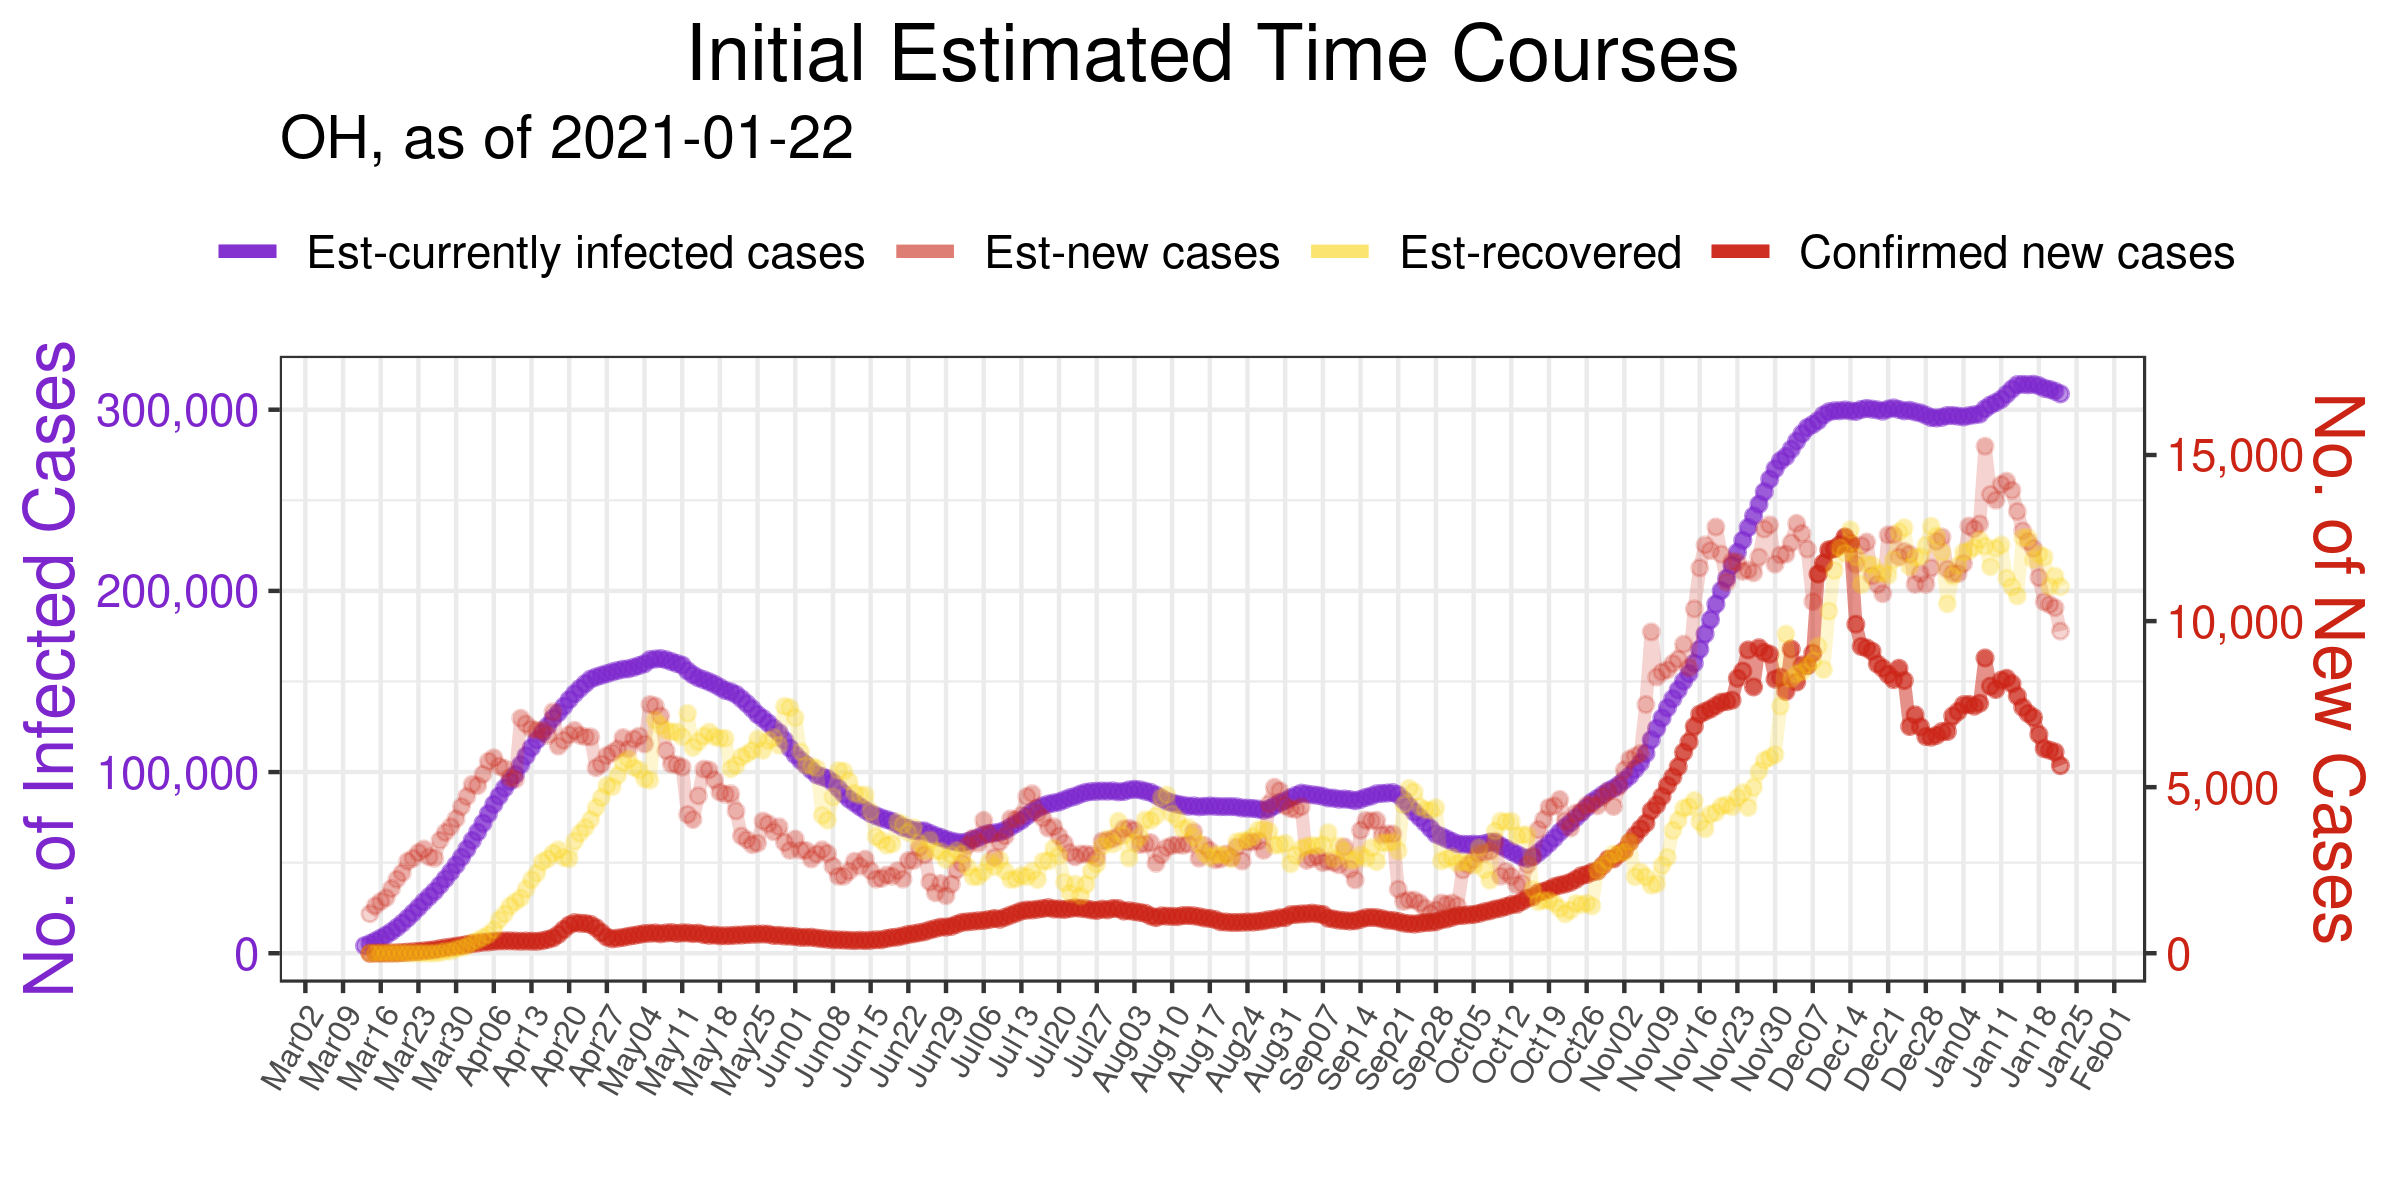 Initial Estimated Time Courses
OH, as of 2021-01-22
Est-currently infected cases Est-new cases Est-recovered Confirmed new cases
No. of Infected Cases
300,000
200,000
100,000
0
15,000
10,000
5,000
0
No. of New Cases
Mar02 Mar09 Mar16 Mar23 Mar30 Apr06 Apr13 Apr20 Apr27 May04 May11 May18 May25 Jun01 Jun08 Jun15 Jun22 Jun29 Jul06 Jul13 Jul20 Jul27 Aug03 Aug10 Aug17 Aug24 Aug31 Sep07 Sep14 Sep21 Sep28 Oct05 Oct12 Oct19 Oct26 Nov02 Nov09 Nov16 Nov23 Nov30 Dec07 Dec14 Dec21 Dec28 Jan04 Jan11 Jan18 Jan25 Feb01